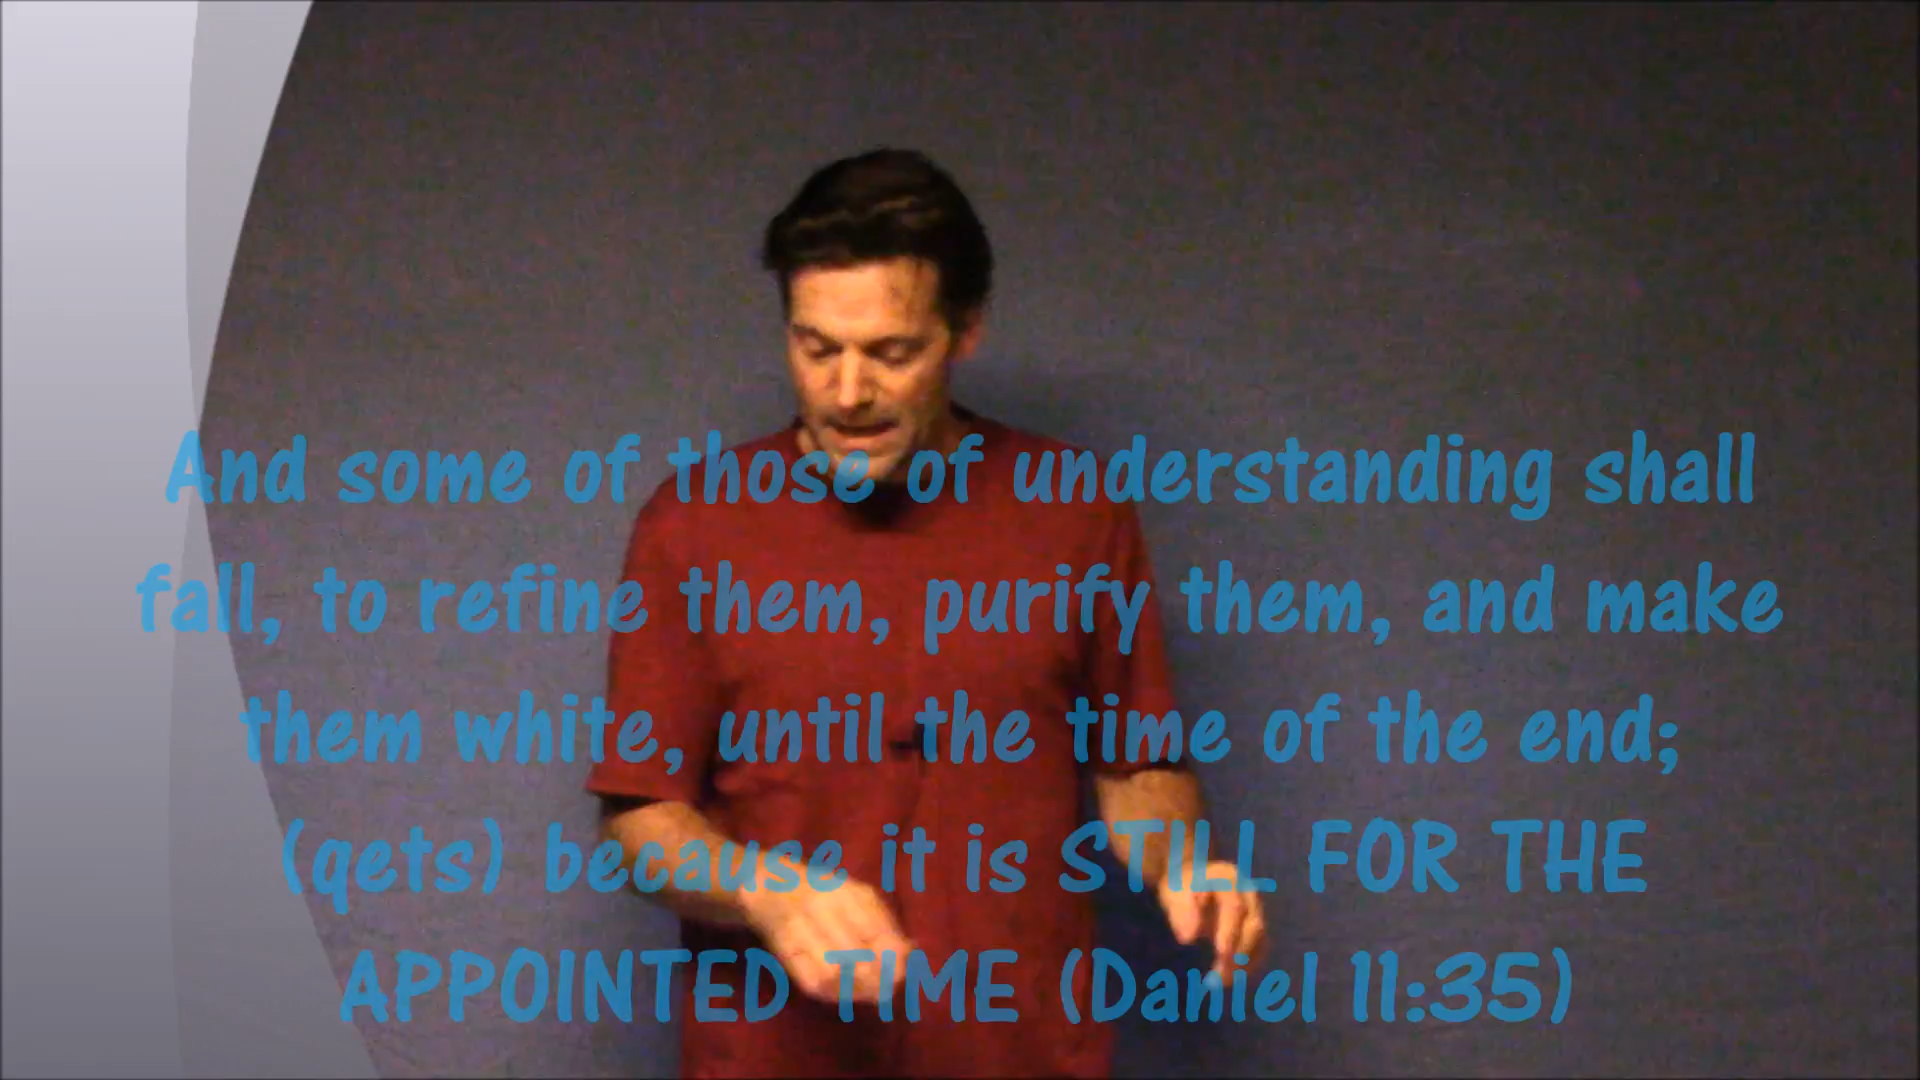 And some of those of understanding shall
fall, to refine them, purify them, and make
them white, until the time of the end;
(qets) because it is STILL FOR THE
APPOINTED TIME (Daniel 11:35)